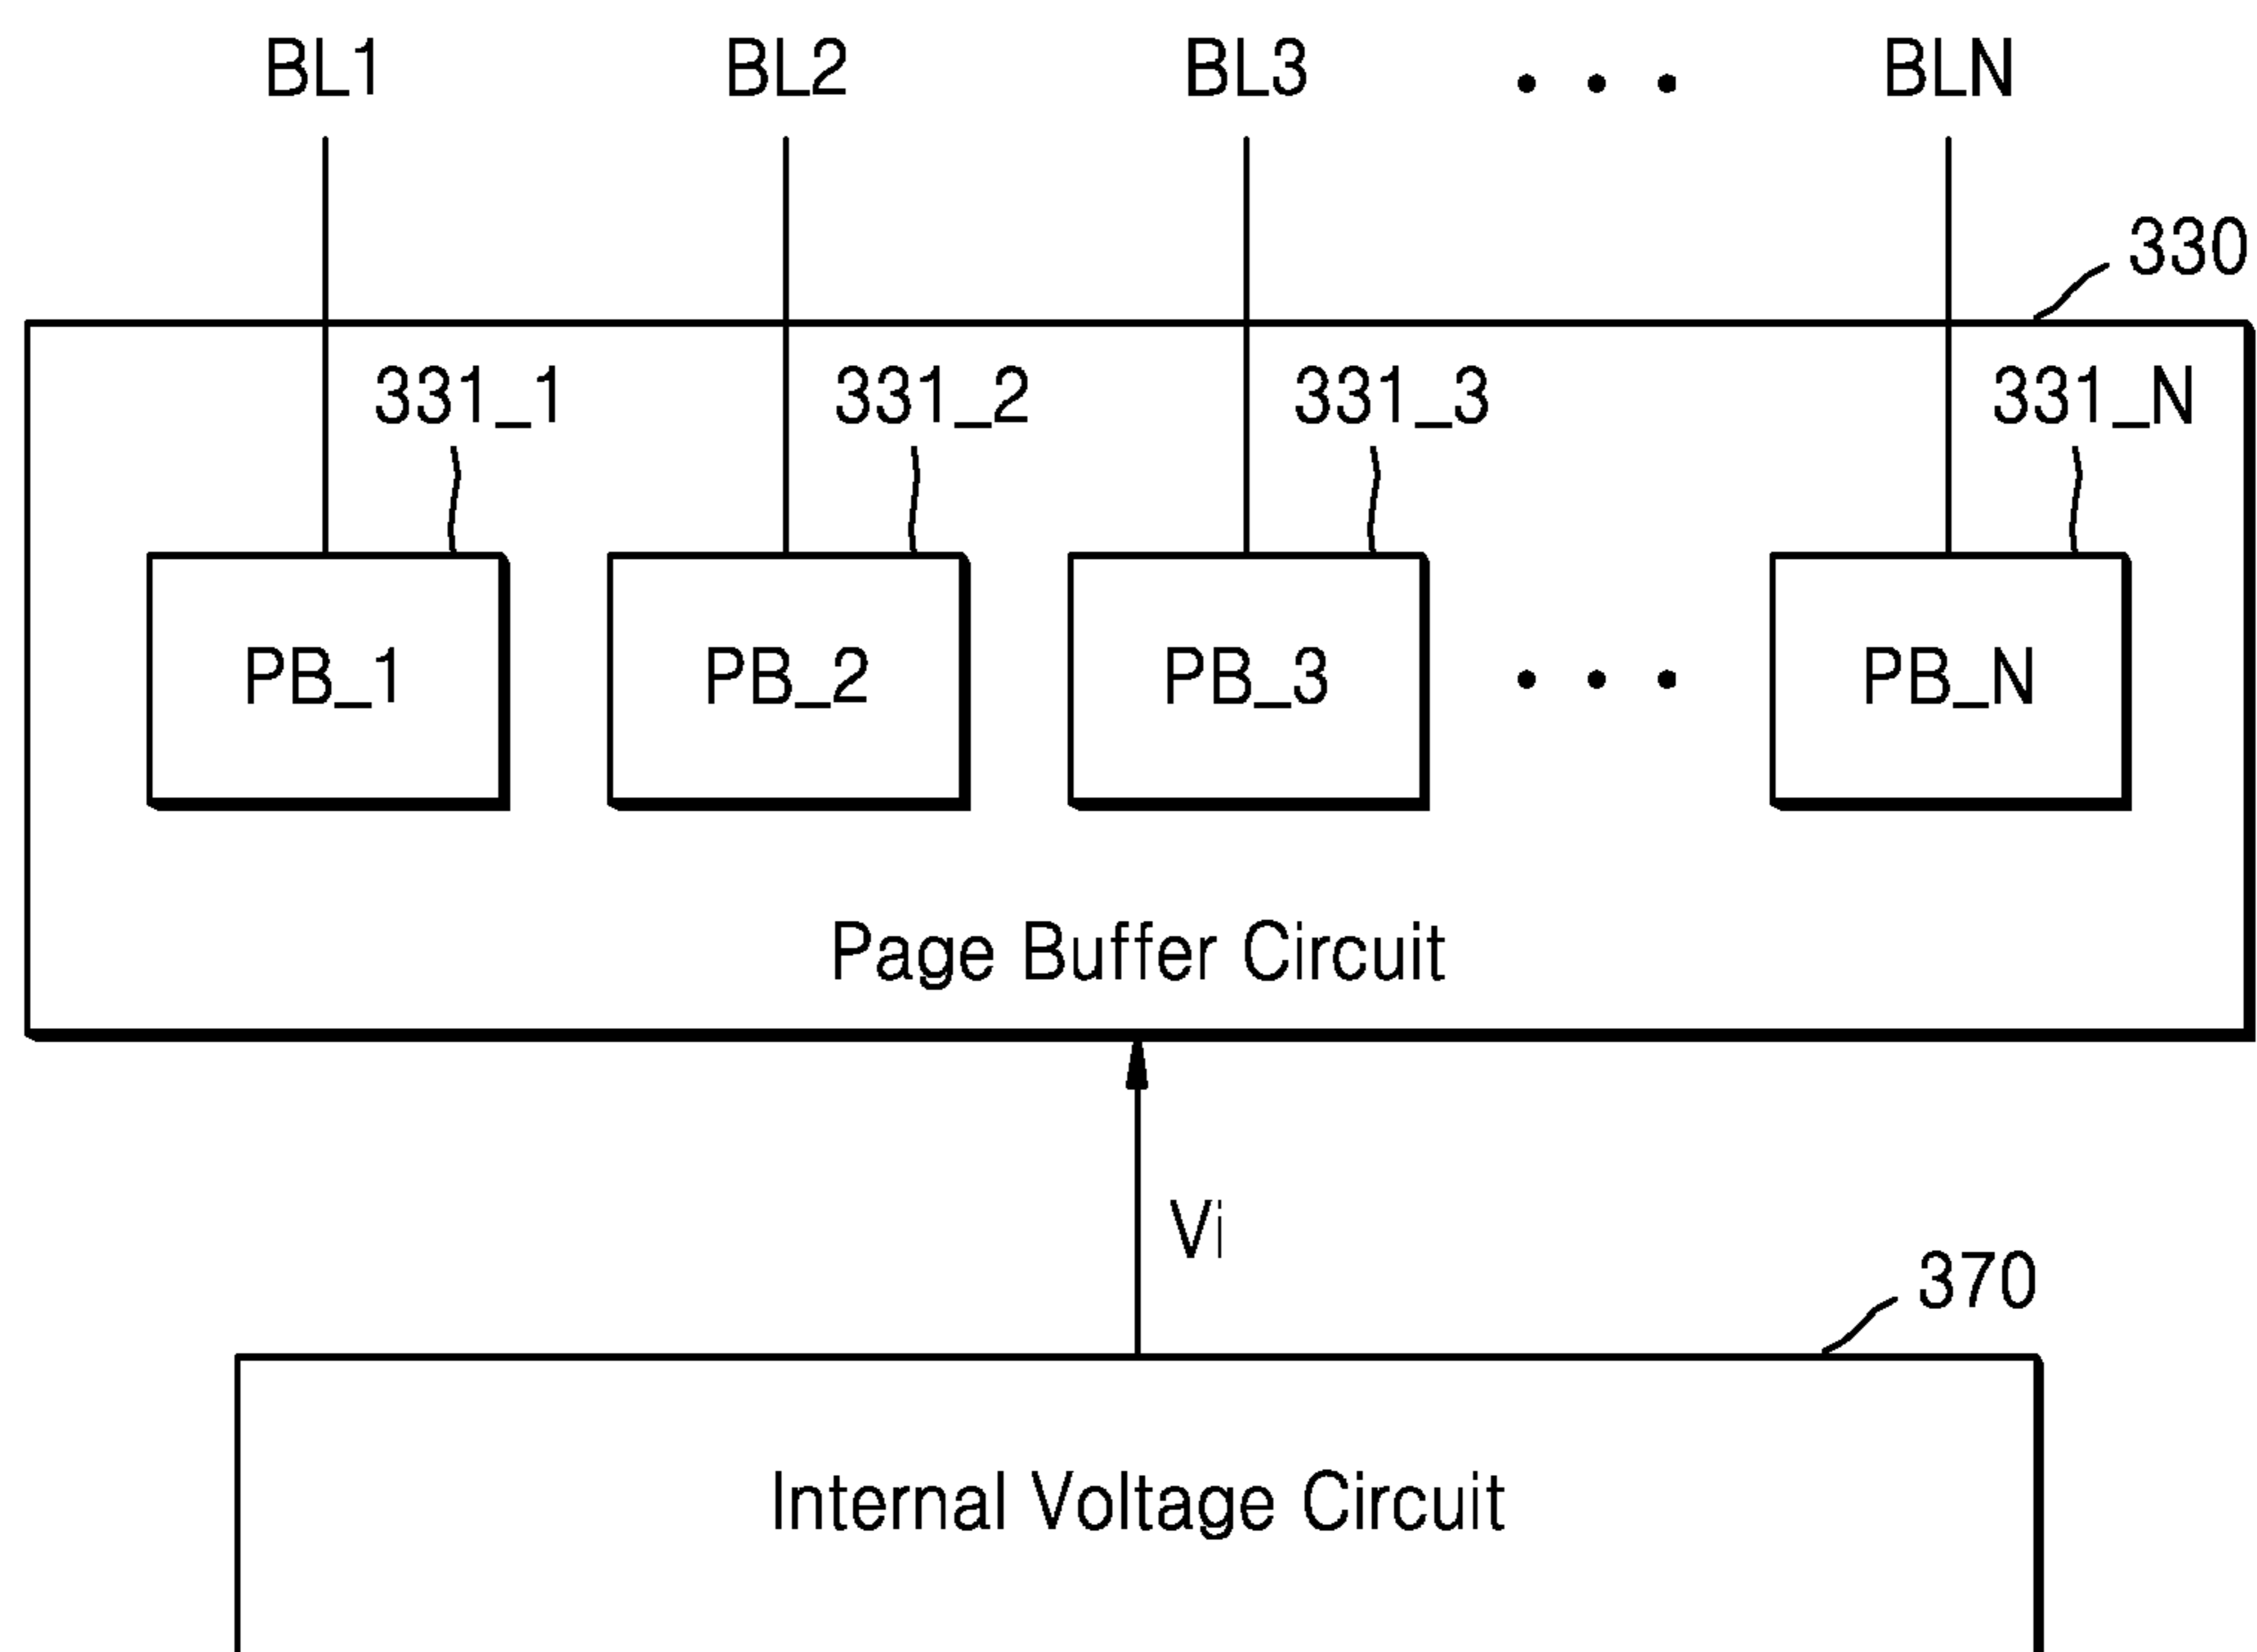 BL1 BL2 BL3 • • • BLN
330
331_1 331_2 331_3 331_N
PB_1 PB_2 PB_3 • • • PB_N
Page Buffer Circuit
Vi
370
Internal Voltage Circuit